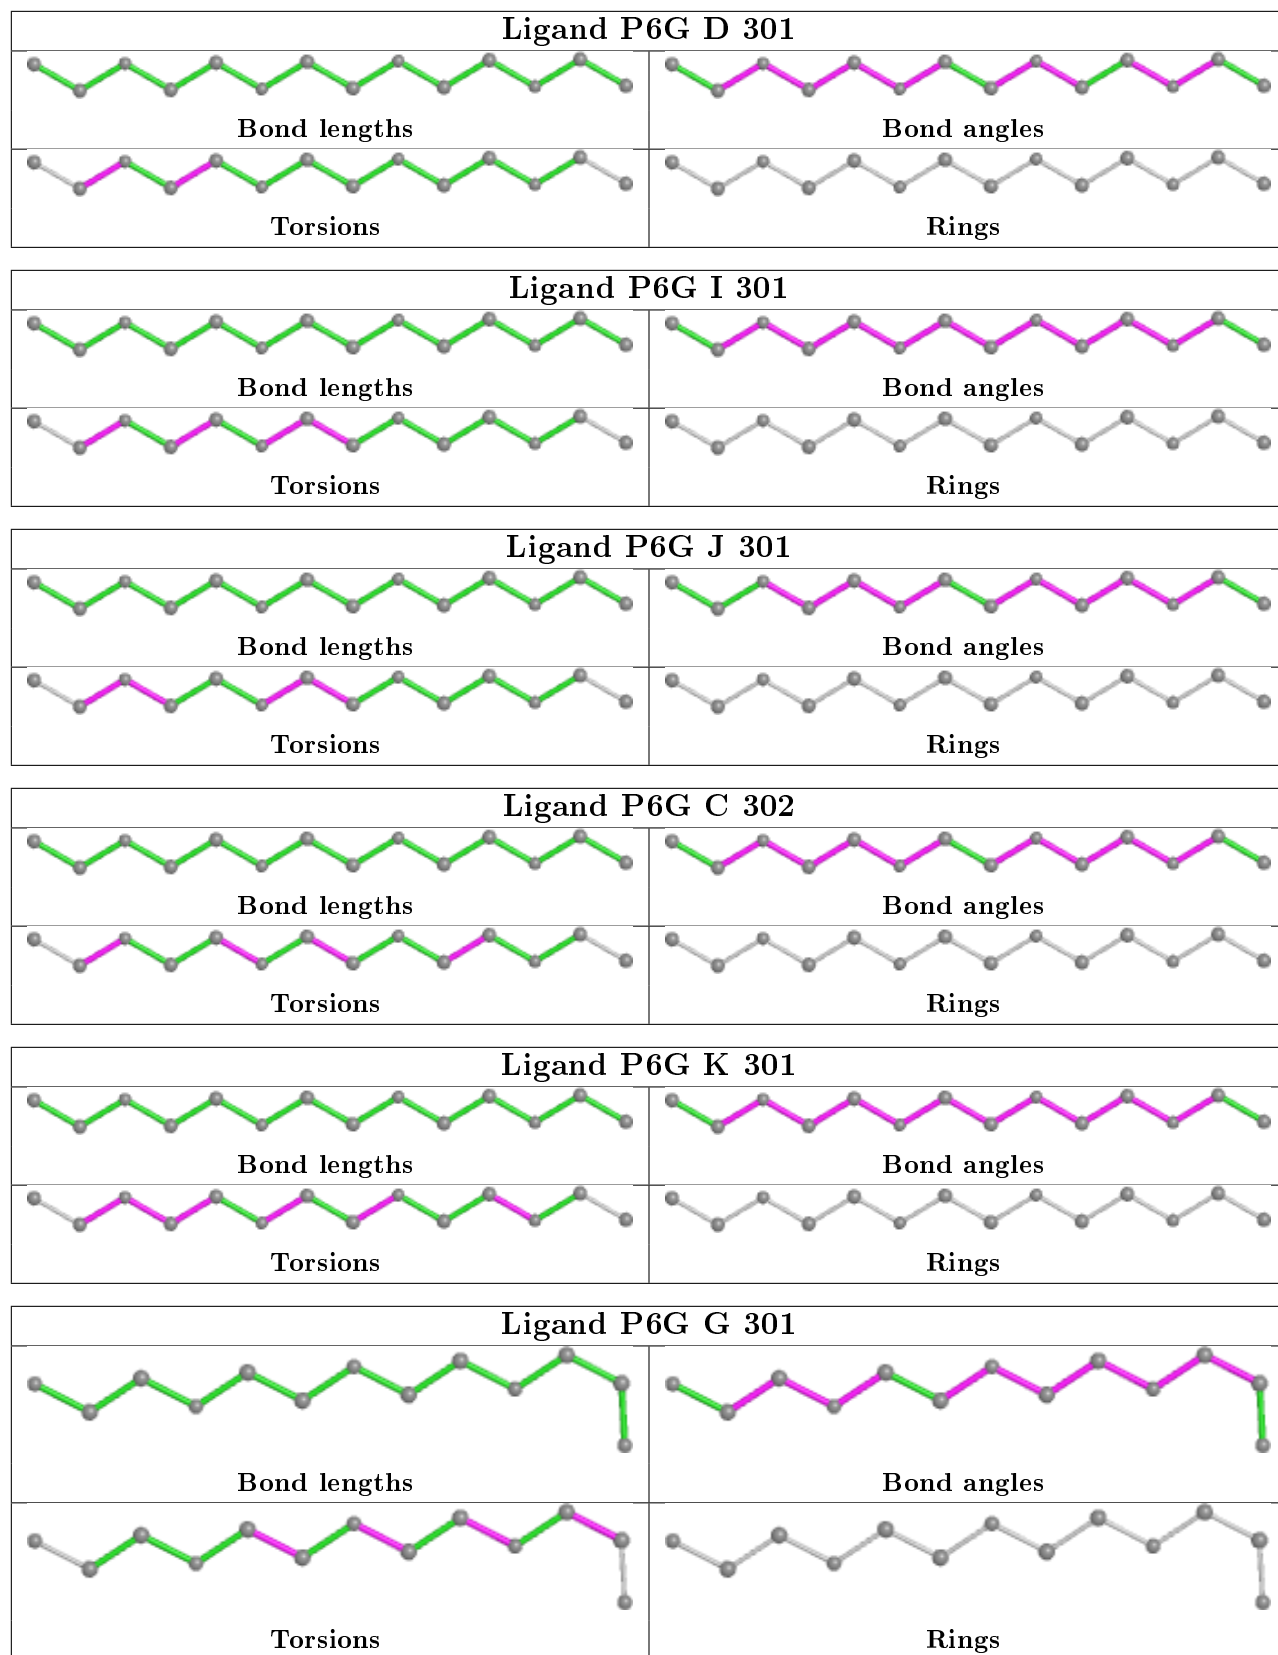 Ligand P6G D 301
Bond lengths
Bond angles
Torsions
Rings
Ligand P6G I 301
Bond lengths
Bond angles
Torsions
Rings
Ligand P6G J 301
Bond lengths
Bond angles
Torsions
Rings
Ligand P6G C 302
Bond lengths
Bond angles
Torsions
Rings
Ligand P6G K 301
Bond lengths
Bond angles
Torsions
Rings
Ligand P6G G 301
Bond lengths
Bond angles
Torsions
Rings